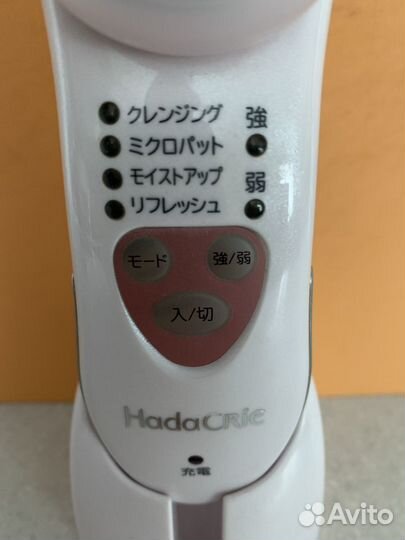 クレンジング 強
ミクロパット
モイストアップ 弱
リフレッシュ
モード 強/弱
入/切
HadaCRiE
充電
Avito